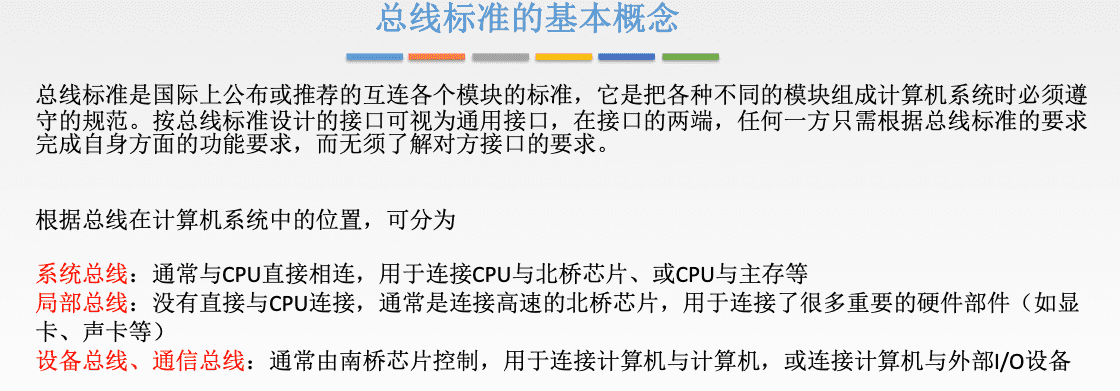 总线标准的基本概念
总线标准是国际上公布或推荐的互连各个模块的标准，它是把各种不同的模块组成计算机系统时必须遵
守的规范。按总线标准设计的接口可视为通用接口，在接口的两端，任何一方只需根据总线标准的要求
完成自身方面的功能要求，而无须了解对方接口的要求。
根据总线在计算机系统中的位置，可分为
系统总线：通常与CPU直接相连，用于连接CPU与北桥芯片、或CPU与主存等
局部总线：没有直接与CPU连接，通常是连接高速的北桥芯片，用于连接了很多重要的硬件部件（如显
卡、声卡等）
设备总线、通信总线：通常由南桥芯片控制，用于连接计算机与计算机，或连接计算机与外部I/O设备